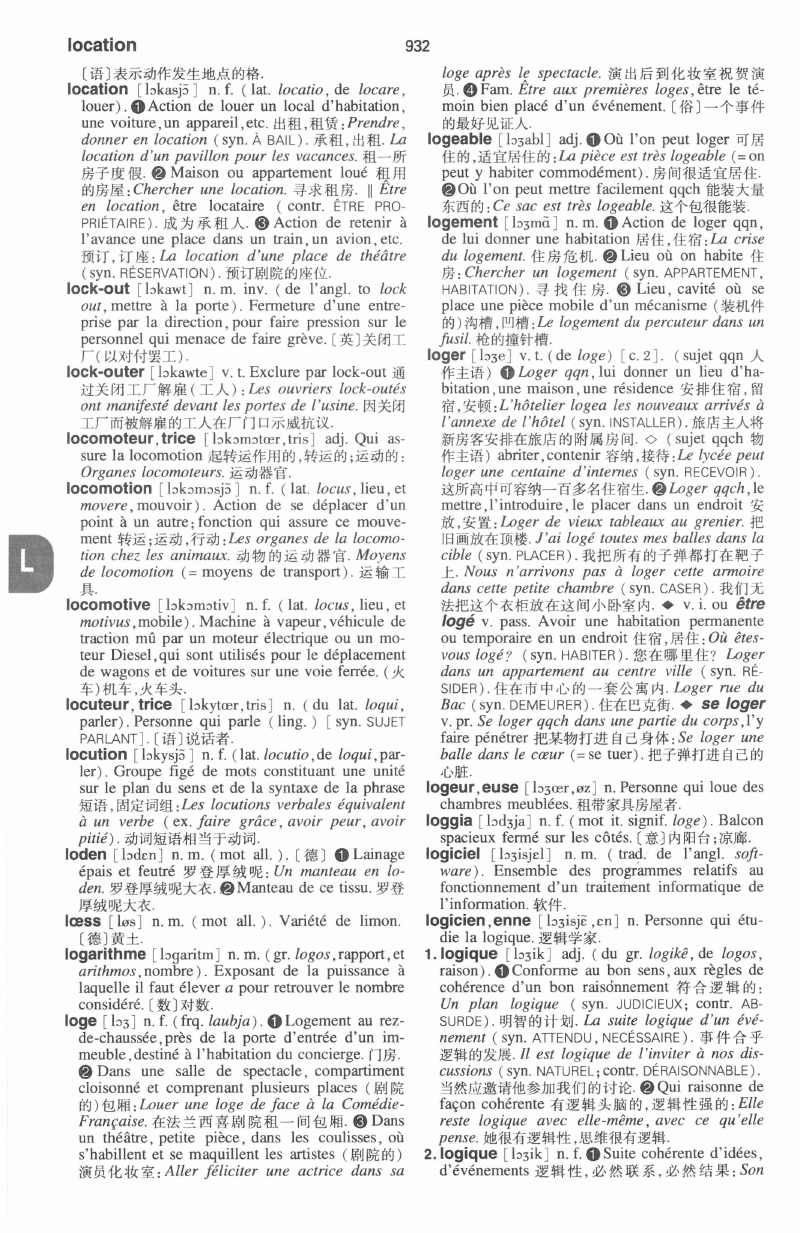 location
932
〔语〕表示动作发生地点的格.
location [lɔkasjɔ̃] n. f. ( lat. locatio, de locare,
louer). ❶Action de louer un local d'habitation,
une voiture, un appareil, etc. 出租,租赁:Prendre,
donner en location (syn. À BAIL). 承租,出租. La
location d'un pavillon pour les vacances. 租一所
房子度假. ❷ Maison ou appartement loué 租用
的房屋:Chercher une location. 寻求租房. ‖ Être
en location, être locataire ( contr. ÊTRE PRO-
PRIÉTAIRE). 成为承租人. ❸ Action de retenir à
l'avance une place dans un train, un avion, etc.
预订,订座: La location d'une place de théâtre
(syn. RÉSERVATION). 预订剧院的座位.
lock-out [lɔkawt] n. m. inv. ( de l'angl. to lock
out, mettre à la porte). Fermeture d'une entre-
prise par la direction, pour faire pression sur le
personnel qui menace de faire grève. 〔英〕关闭工
厂(以对付罢工).
lock-outer [lɔkawte] v. t. Exclure par lock-out 通
过关闭工厂解雇(工人): Les ouvriers lock-outés
ont manifesté devant les portes de l'usine. 因关闭
工厂而被解雇的工人在厂门口示威抗议.
locomoteur, trice [lɔkɔmɔtœr, tris] adj. Qui as-
sure la locomotion 起转运作用的,转运的;运动的:
Organes locomoteurs. 运动器官.
locomotion [lɔkɔmɔsjɔ̃] n. f. ( lat. locus, lieu, et
movere, mouvoir). Action de se déplacer d'un
point à un autre; fonction qui assure ce mouve-
ment 转运;运动,行动:Les organes de la locomo-
tion chez les animaux. 动物的运动器官. Moyens
de locomotion (= moyens de transport). 运输工
具.
locomotive [lɔkɔmɔtiv] n. f. ( lat. locus, lieu, et
motivus, mobile). Machine à vapeur, véhicule de
traction mû par un moteur électrique ou un mo-
teur Diesel, qui sont utilisés pour le déplacement
de wagons et de voitures sur une voie ferrée. (火
车)机车,火车头.
locuteur, trice [lɔkytœr, tris] n. ( du lat. loqui,
parler). Personne qui parle ( ling. ) [ syn. SUJET
PARLANT]. 〔语〕说话者.
locution [lɔkysjɔ̃] n. f. (lat. locutio, de loqui, par-
ler). Groupe figé de mots constituant une unité
sur le plan du sens et de la syntaxe de la phrase
短语,固定词组:Les locutions verbales équivalent
à un verbe ( ex. faire grâce, avoir peur, avoir
pitié). 动词短语相当于动词.
loden [lɔdɛn] n. m. ( mot all. ). 〔德〕 ❶ Lainage
épais et feutré 罗登厚绒呢: Un manteau en lo-
den. 罗登厚绒呢大衣. ❷Manteau de ce tissu. 罗登
厚绒呢大衣.
lœss [løs] n. m. ( mot all. ). Variété de limon.
〔德〕黄土.
logarithme [lɔgaritm] n. m. ( gr. logos, rapport, et
arithmos, nombre). Exposant de la puissance à
laquelle il faut élever a pour retrouver le nombre
considéré. 〔数〕对数.
loge [lɔʒ] n. f. (frq. laubja). ❶Logement au rez-
de-chaussée, près de la porte d'entrée d'un im-
meuble, destiné à l'habitation du concierge. 门房.
❷ Dans une salle de spectacle, compartiment
cloisonné et comprenant plusieurs places (剧院
的)包厢:Louer une loge de face à la Comédie-
Française. 在法兰西喜剧院租一间包厢. ❸ Dans
un théâtre, petite pièce, dans les coulisses, où
s'habillent et se maquillent les artistes (剧院的)
演员化妆室:Aller féliciter une actrice dans sa
loge après le spectacle. 演出后到化妆室祝贺演
员. ❹ Fam. Être aux premières loges, être le té-
moin bien placé d'un événement. 〔俗〕一个事件
的最好见证人.
logeable [lɔʒabl] adj. ❶ Où l'on peut loger 可居
住的,适宜居住的:La pièce est très logeable (= on
peut y habiter commodément). 房间很适宜居住.
❷Où l'on peut mettre facilement qqch 能装大量
东西的:Ce sac est très logeable. 这个包很能装.
logement [lɔʒmɑ̃] n. m. ❶ Action de loger qqn,
de lui donner une habitation 居住,住宿:La crise
du logement. 住房危机. ❷ Lieu où on habite 住
房:Chercher un logement ( syn. APPARTEMENT,
HABITATION). 寻找住房. ❸ Lieu, cavité où se
place une pièce mobile d'un mécanisme (装机件
的)沟槽,凹槽:Le logement du percuteur dans un
fusil. 枪的撞针槽.
loger [lɔʒe] v. t. (de loge) [c. 2]. (sujet qqn 人
作主语) ❶ Loger qqn, lui donner un lieu d'ha-
bitation, une maison, une résidence 安排住宿,留
宿,安顿:L'hôtelier logea les nouveaux arrivés à
l'annexe de l'hôtel (syn. INSTALLER). 旅店主人将
新房客安排在旅店的附属房间. ◇ ( sujet qqch 物
作主语) abriter, contenir 容纳,接待:Le lycée peut
loger une centaine d'internes ( syn. RECEVOIR ).
这所高中可容纳一百多名住宿生. ❷Loger qqch, le
mettre, l'introduire, le placer dans un endroit 安
放,安置:Loger de vieux tableaux au grenier. 把
旧画放在顶楼. J'ai logé toutes mes balles dans la
cible (syn. PLACER). 我把所有的子弹都打在靶子
上. Nous n'arrivons pas à loger cette armoire
dans cette petite chambre ( syn. CASER). 我们无
法把这个衣柜放在这间小卧室内. ◆ v. i. ou être
logé v. pass. Avoir une habitation permanente
ou temporaire en un endroit 住宿,居住:Où êtes-
vous logé? (syn. HABITER). 您在哪里住? Loger
dans un appartement au centre ville ( syn. RÉ-
SIDER). 住在市中心的一套公寓内. Loger rue du
Bac (syn. DEMEURER). 住在巴克街. ◆ se loger
v. pr. Se loger qqch dans une partie du corps, l'y
faire pénétrer 把某物打进自己身体:Se loger une
balle dans le cœur (= se tuer). 把子弹打进自己的
心脏.
logeur, euse [lɔʒœr, øz] n. Personne qui loue des
chambres meublées. 租带家具房屋者.
loggia [lɔdʒja] n. f. ( mot it. signif. loge). Balcon
spacieux fermé sur les côtés. 〔意〕内阳台;凉廊.
logiciel [lɔʒisjɛl] n. m. ( trad. de l'angl. soft-
ware). Ensemble des programmes relatifs au
fonctionnement d'un traitement informatique de
l'information. 软件.
logicien, enne [lɔʒisjɛ̃, ɛn] n. Personne qui étu-
die la logique. 逻辑学家.
1. logique [lɔʒik] adj. ( du gr. logikê, de logos,
raison). ❶Conforme au bon sens, aux règles de
cohérence d'un bon raisonnement 符合逻辑的:
Un plan logique ( syn. JUDICIEUX; contr. AB-
SURDE). 明智的计划. La suite logique d'un évé-
nement ( syn. ATTENDU, NECÉSSAIRE). 事件合乎
逻辑的发展. Il est logique de l'inviter à nos dis-
cussions (syn. NATUREL; contr. DÉRAISONNABLE).
当然应邀请他参加我们的讨论. ❷ Qui raisonne de
façon cohérente 有逻辑头脑的,逻辑性强的:Elle
reste logique avec elle-même, avec ce qu'elle
pense. 她很有逻辑性,思维很有逻辑.
2. logique [lɔʒik] n. f. ❶ Suite cohérente d'idées,
d'événements 逻辑性,必然联系,必然结果:Son
L